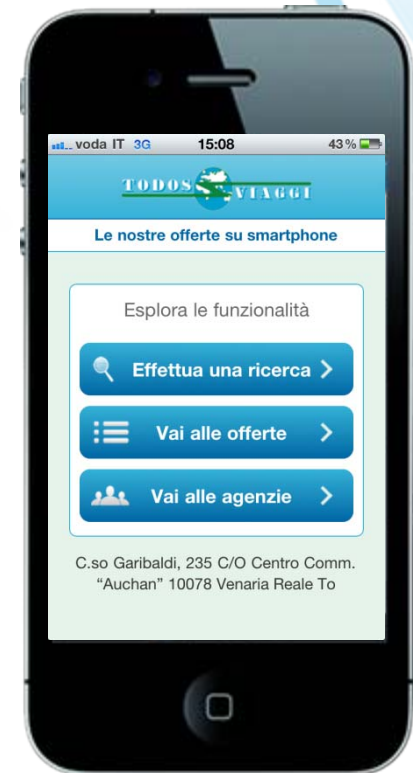 voda IT 3G 15:08 43%
TODOS VIAGGI
Le nostre offerte su smartphone
Esplora le funzionalità
Effettua una ricerca
Vai alle offerte
Vai alle agenzie
C.so Garibaldi, 235 C/O Centro Comm.
“Auchan” 10078 Venaria Reale To